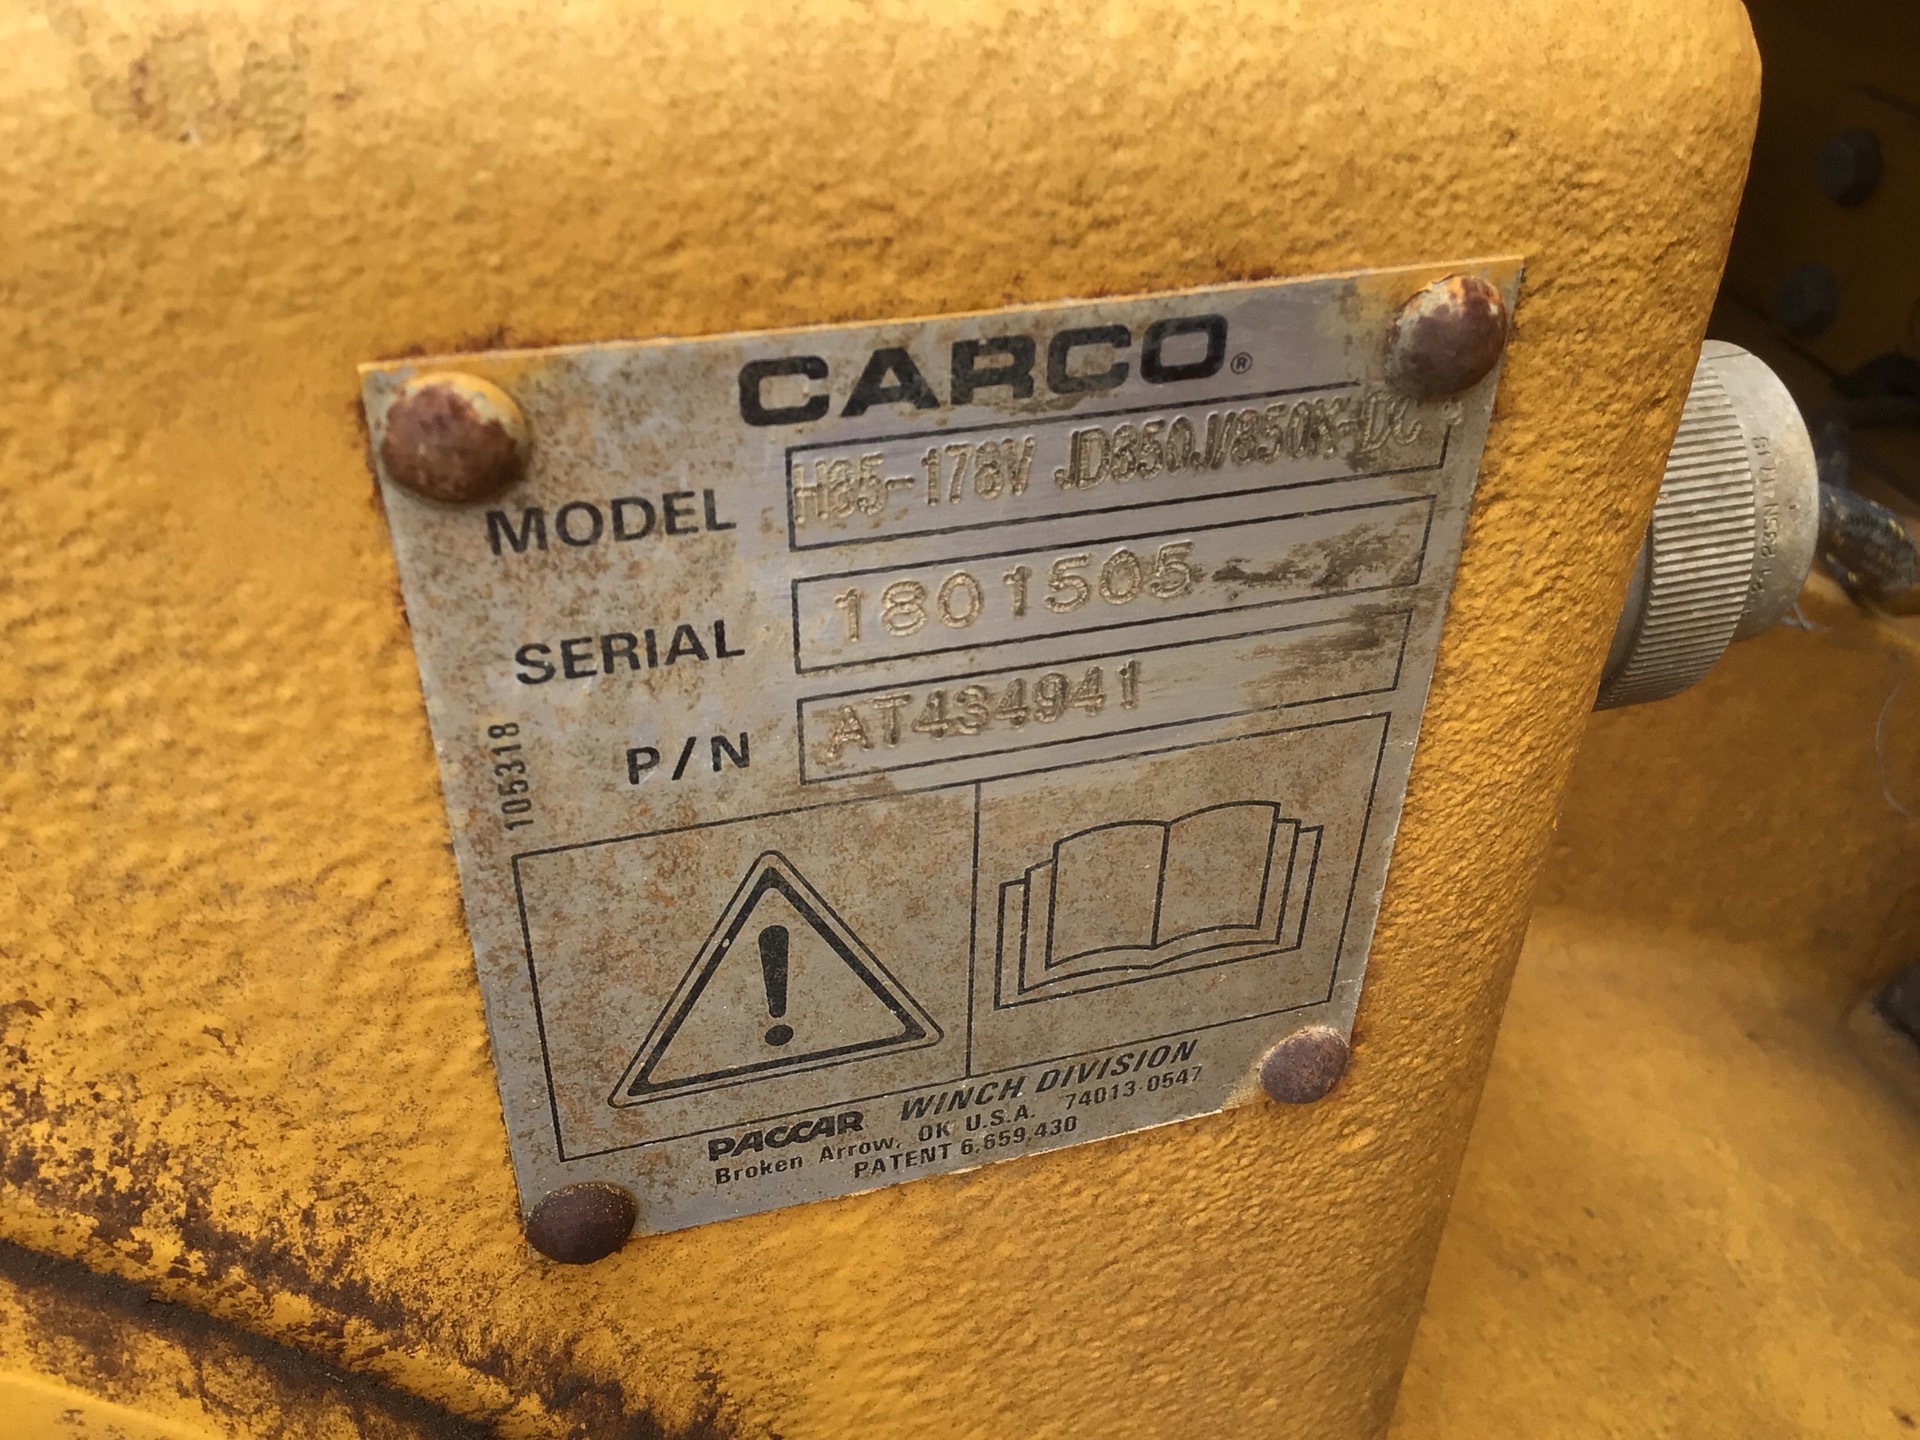 CARCO®
MODEL H85-178V JD850J/850K-DC
SERIAL 1801505
P/N AT434941
105318
PACCAR WINCH DIVISION
Broken Arrow, OK U.S.A. 74013-0547
PATENT 6,659,430